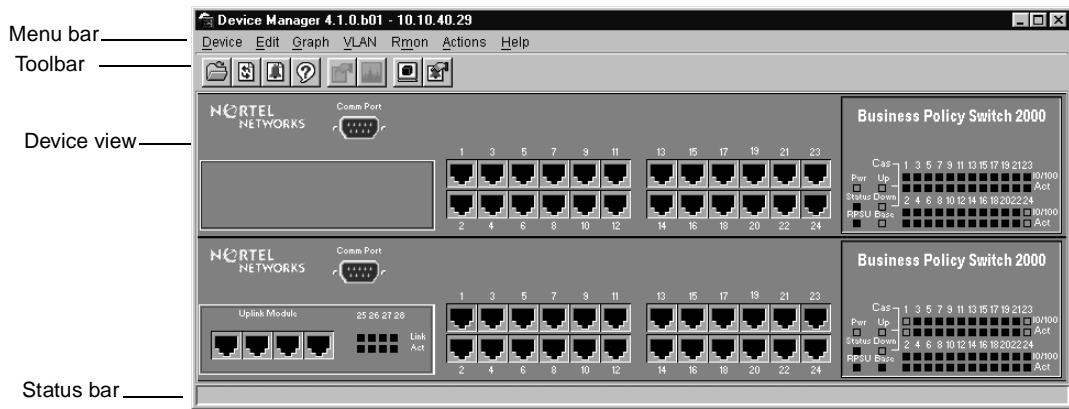 Device Manager 4.1.0.b01 - 10.10.40.29
Menu bar
Device Edit Graph VLAN Rmon Actions Help
Toolbar
Device view
NORTEL
NETWORKS
Comm Port
Business Policy Switch 2000
1 3 5 7 9 11 13 15 17 19 21 23
2 4 6 8 10 12 14 16 18 20 22 24
Cas 1 3 5 7 9 11 13 15 17 19 21 23
Pwr Up 10/100
Act
Status Down 2 4 6 8 10 12 14 16 18 20 22 24
RPSU Base 10/100
Act
NORTEL
NETWORKS
Comm Port
Business Policy Switch 2000
1 3 5 7 9 11 13 15 17 19 21 23
Uplink Module 25 26 27 28
Link
Act
2 4 6 8 10 12 14 16 18 20 22 24
Cas 1 3 5 7 9 11 13 15 17 19 21 23
Pwr Up 10/100
Act
Status Down 2 4 6 8 10 12 14 16 18 20 22 24
RPSU Base 10/100
Act
Status bar